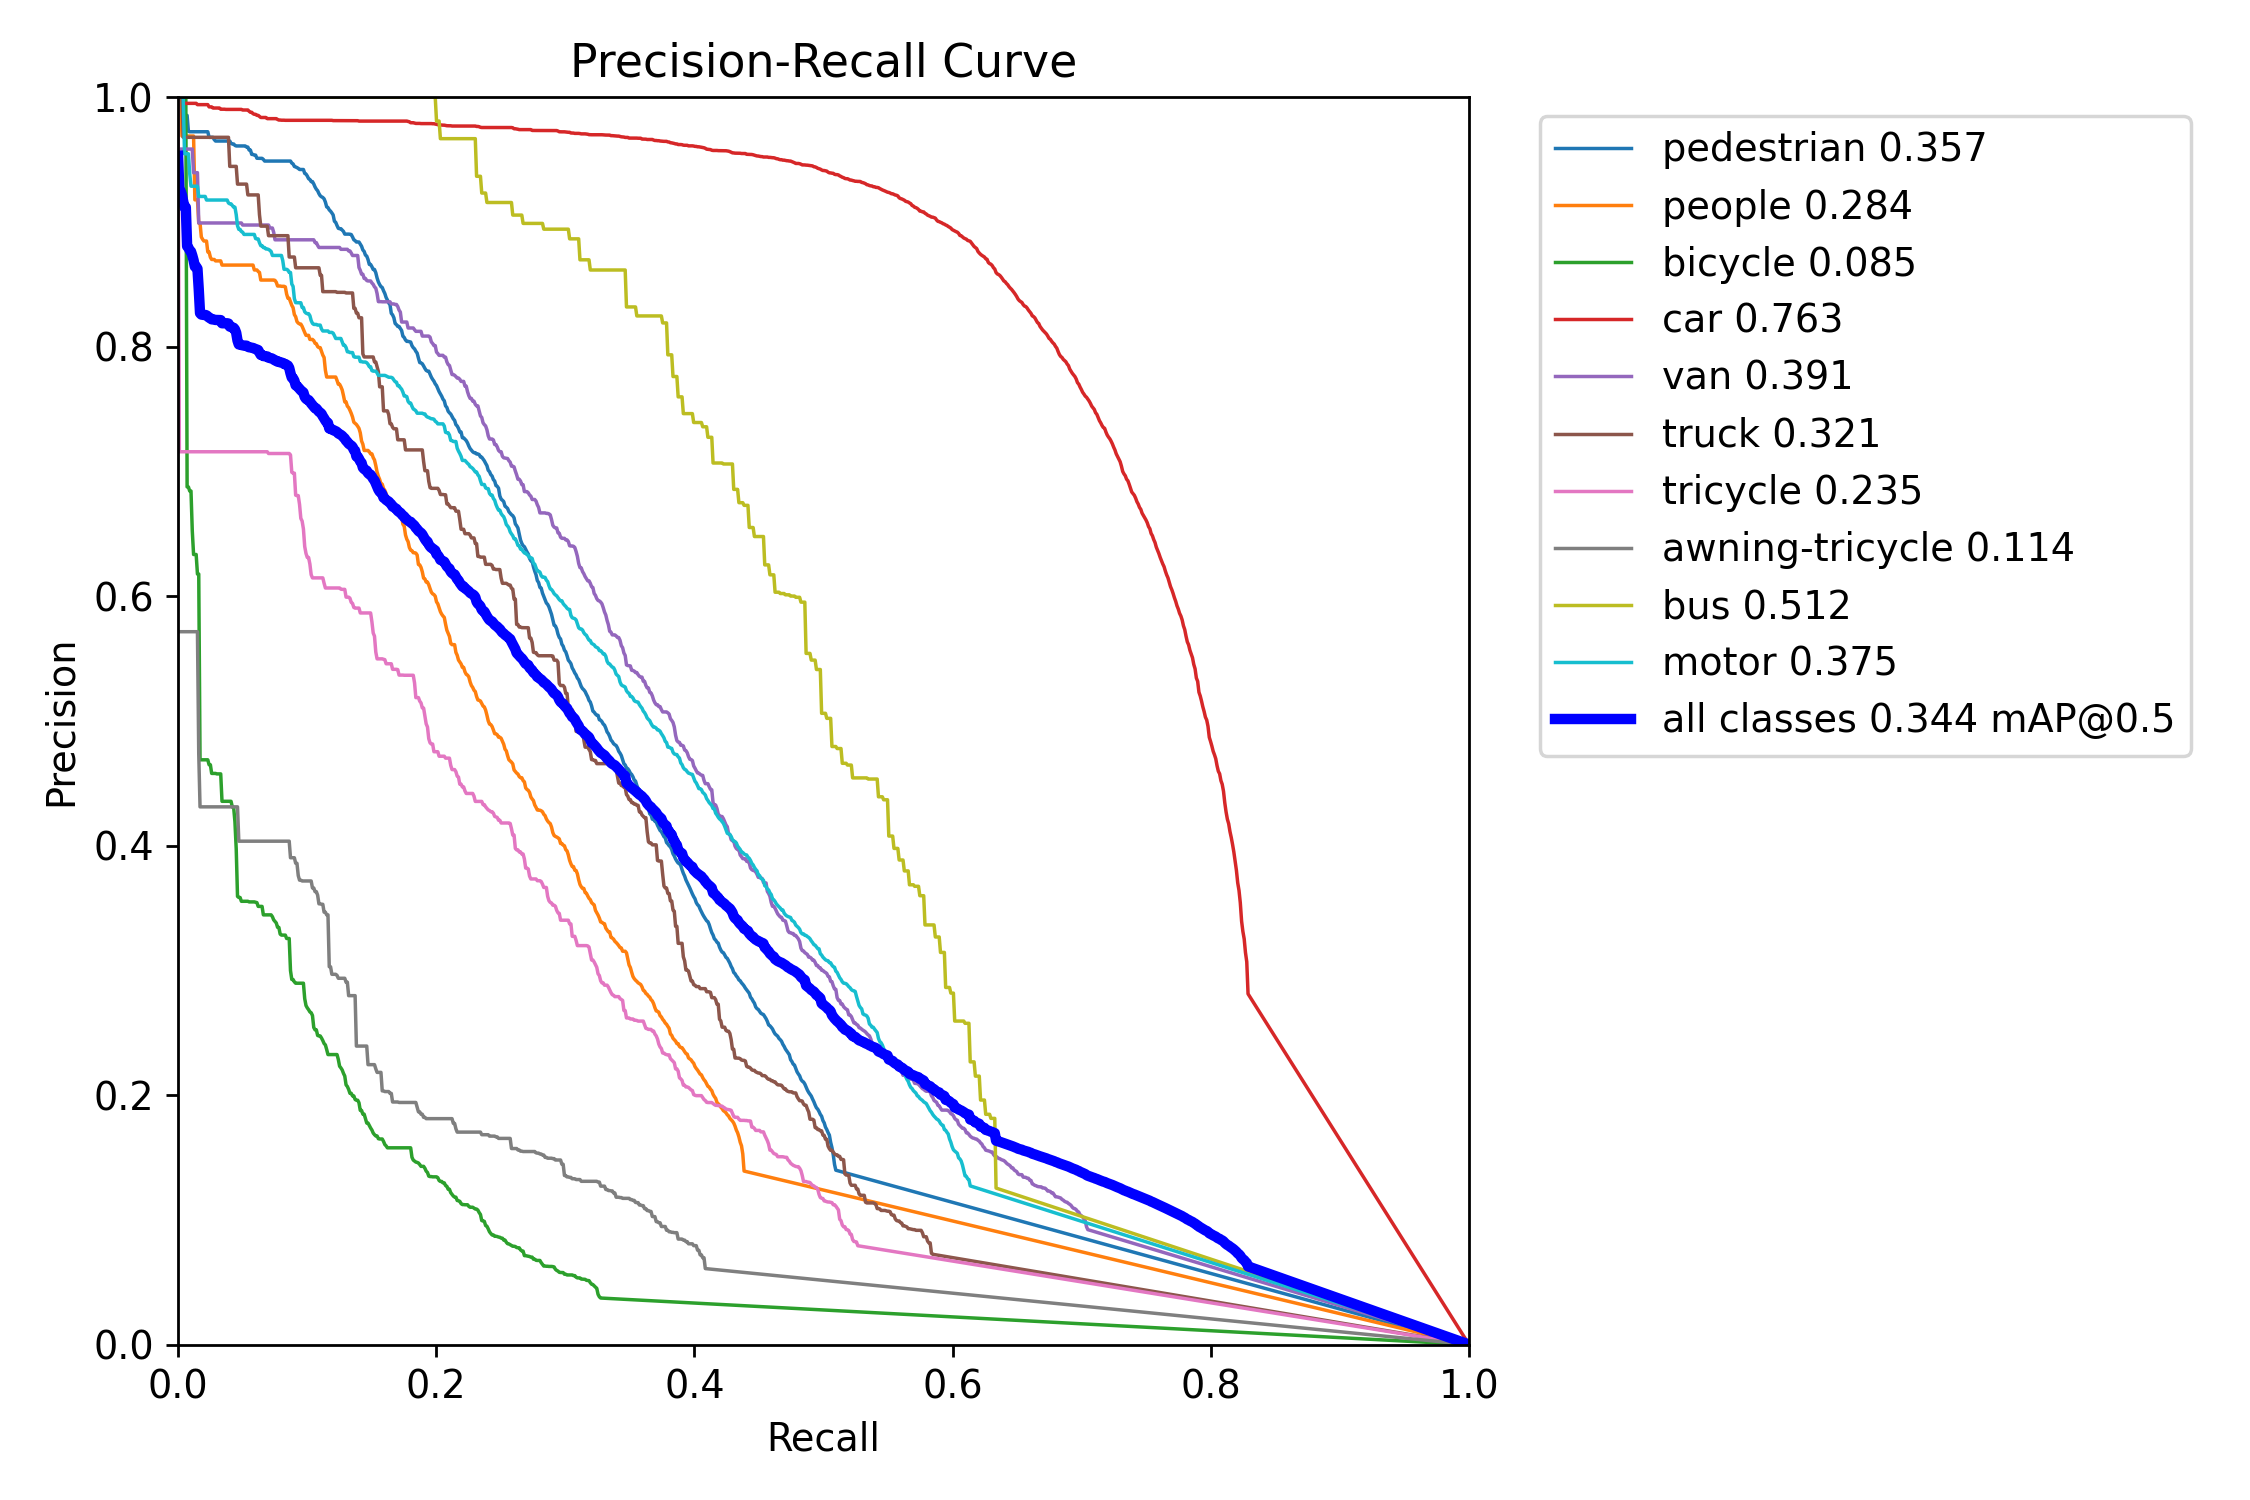 Precision-Recall Curve
1.0
0.8
0.6
0.4
0.2
0.0
Precision
0.0 0.2 0.4 0.6 0.8 1.0
Recall
pedestrian 0.357
people 0.284
bicycle 0.085
car 0.763
van 0.391
truck 0.321
tricycle 0.235
awning-tricycle 0.114
bus 0.512
motor 0.375
all classes 0.344 mAP@0.5